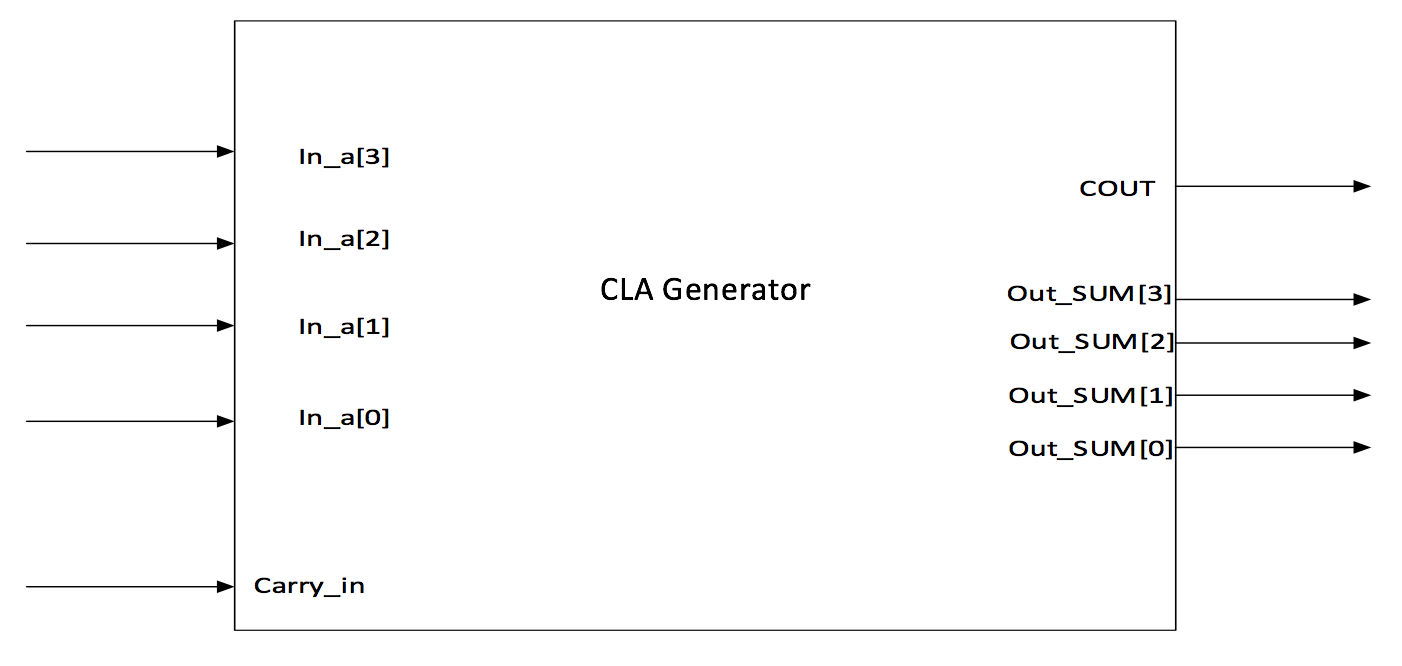 In_a[3]
In_a[2]
In_a[1]
In_a[0]
Carry_in
CLA Generator
COUT
Out_SUM[3]
Out_SUM[2]
Out_SUM[1]
Out_SUM[0]